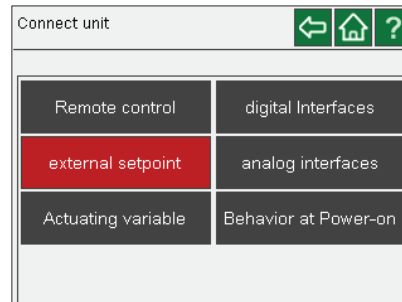 Connect unit
?
Remote control
digital Interfaces
external setpoint
analog interfaces
Actuating variable
Behavior at Power-on